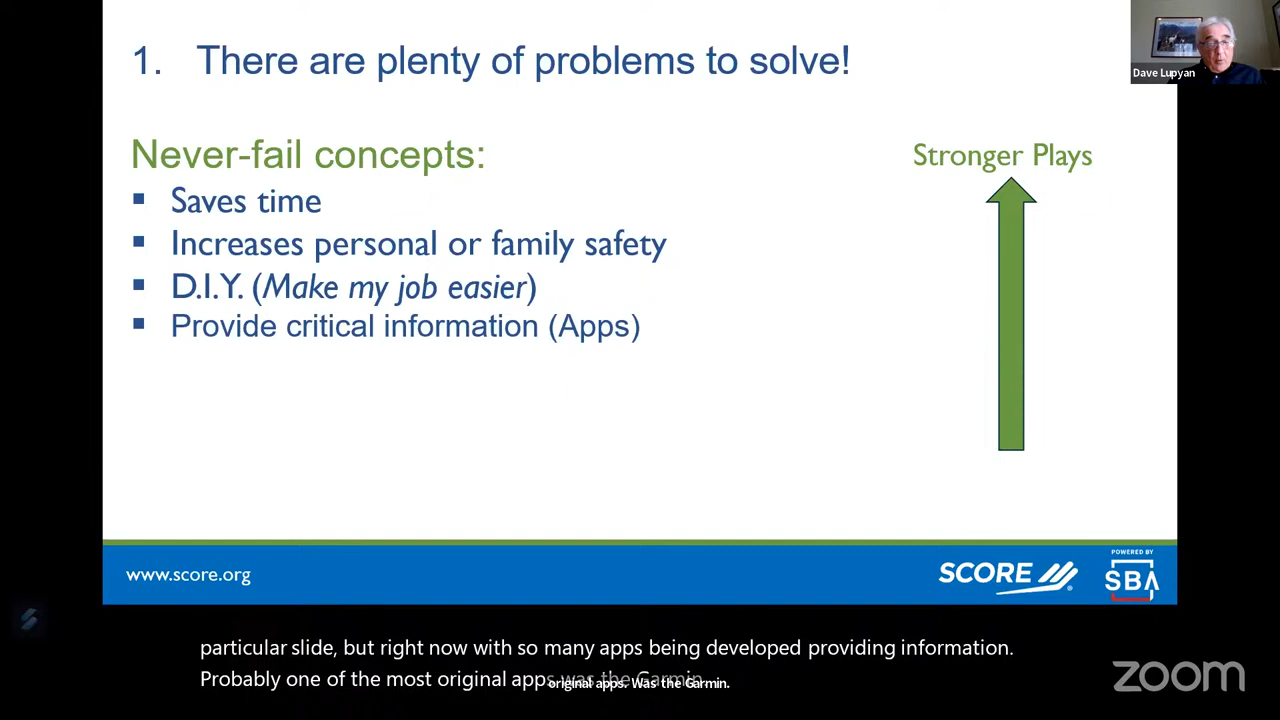 1. There are plenty of problems to solve!
Dave Lupyan
Never-fail concepts:
Stronger Plays
▪ Saves time
▪ Increases personal or family safety
▪ D.I.Y. (Make my job easier)
▪ Provide critical information (Apps)
www.score.org
SCORE
POWERED BY
SBA
particular slide, but right now with so many apps being developed providing information.
Probably one of the most original apps was the Garmin
original apps. Was the Garmin.
zoom